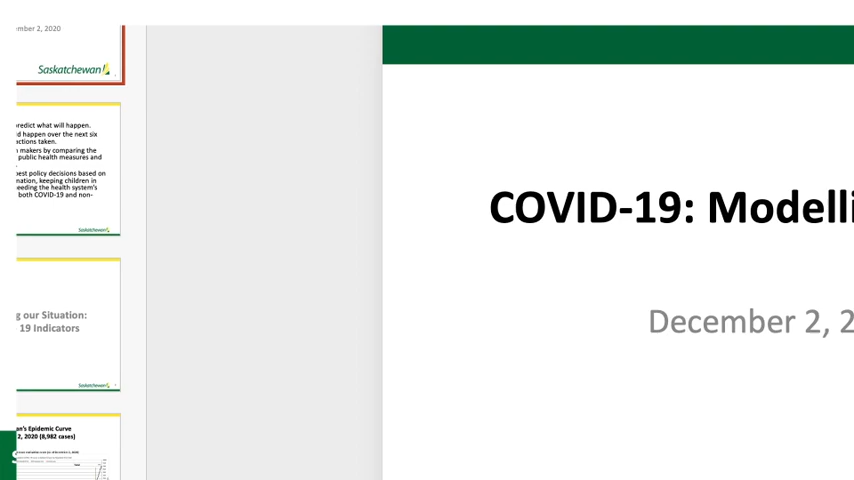 mber 2, 2020
Saskatchewan
redict what will happen.
d happen over the next six
actions taken.
makers by comparing the
public health measures and
est policy decisions based on
nation, keeping children in
eeding the health system's
both COVID-19 and non-
Saskatchewan
g our Situation:
19 Indicators
Saskatchewan
an's Epidemic Curve
2, 2020 (8,982 cases)
COVID-19: Modelli
December 2, 2